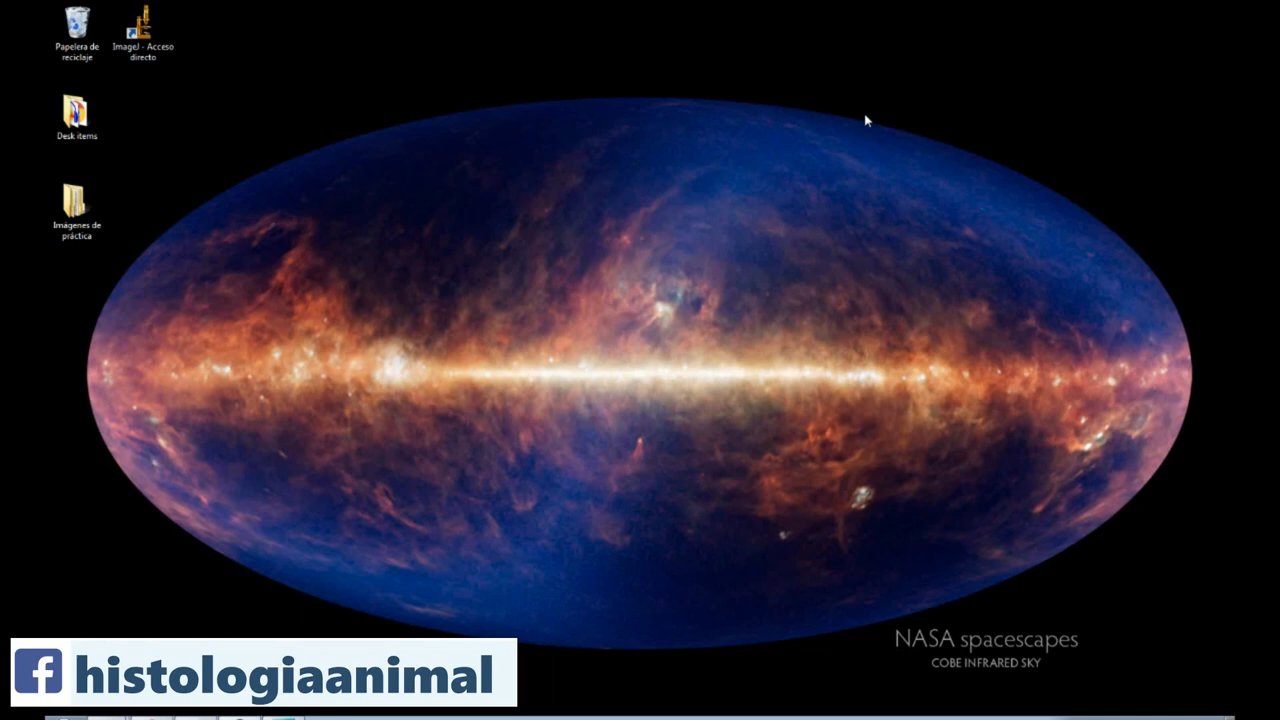 Papelera de
reciclaje
ImageJ - Acceso
directo
Desk items
Imágenes de
práctica
NASA spacescapes
COBE INFRARED SKY
histologiaanimal